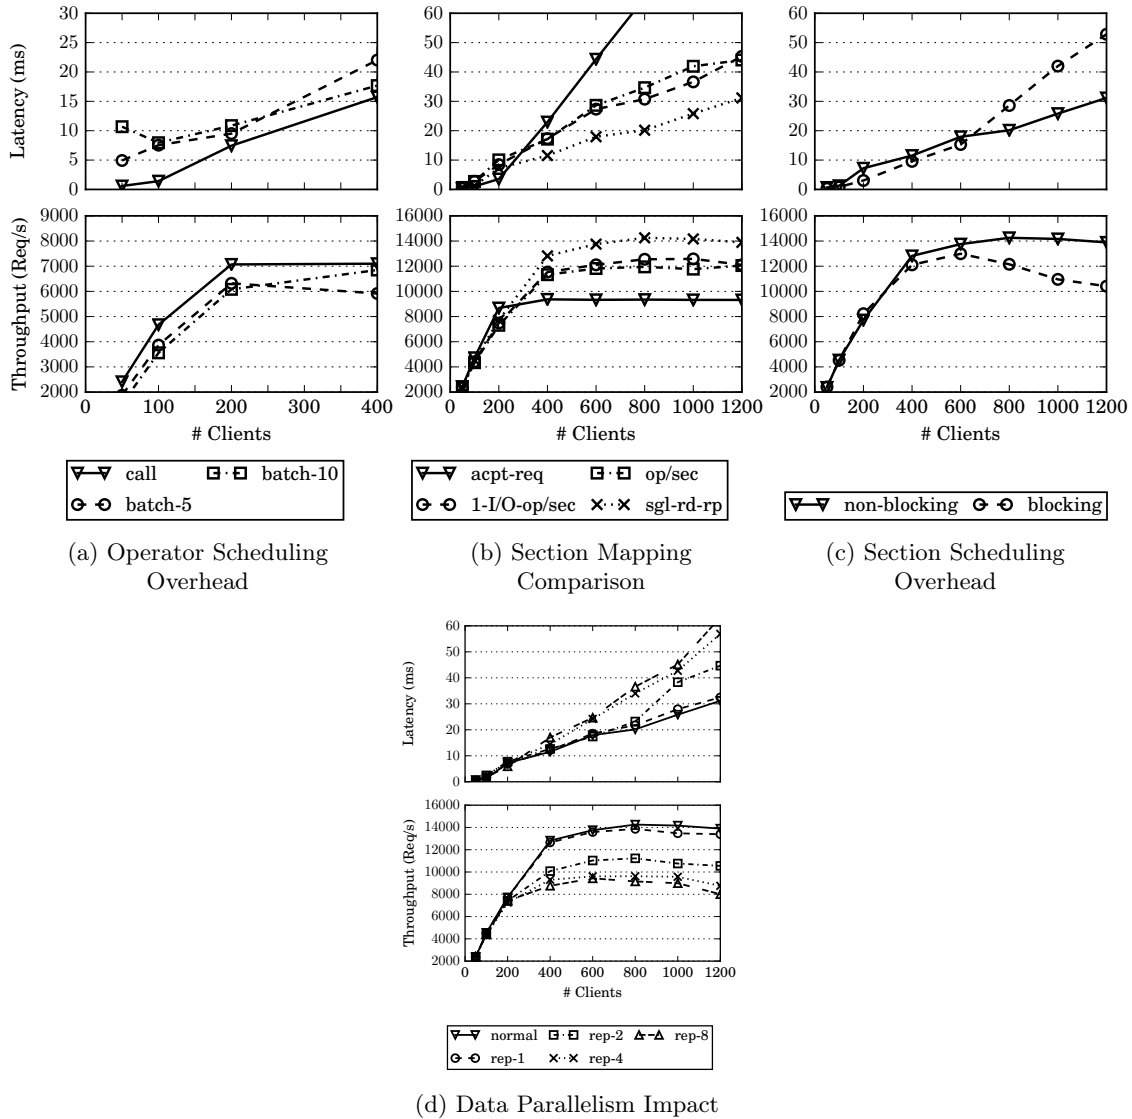 30
25
20
15
10
5
0
Latency (ms)
9000
8000
7000
6000
5000
4000
3000
2000
Throughput (Req/s)
0 100 200 300 400
# Clients
call batch-10
batch-5
(a) Operator Scheduling
Overhead
60
50
40
30
20
10
0
16000
14000
12000
10000
8000
6000
4000
2000
0 200 400 600 800 1000 1200
# Clients
acpt-req op/sec
1-I/O-op/sec sgl-rd-rp
(b) Section Mapping
Comparison
60
50
40
30
20
10
0
16000
14000
12000
10000
8000
6000
4000
2000
0 200 400 600 800 1000 1200
# Clients
non-blocking blocking
(c) Section Scheduling
Overhead
60
50
40
30
20
10
0
Latency (ms)
16000
14000
12000
10000
8000
6000
4000
2000
Throughput (Req/s)
0 200 400 600 800 1000 1200
# Clients
normal rep-2 rep-8
rep-1 rep-4
(d) Data Parallelism Impact